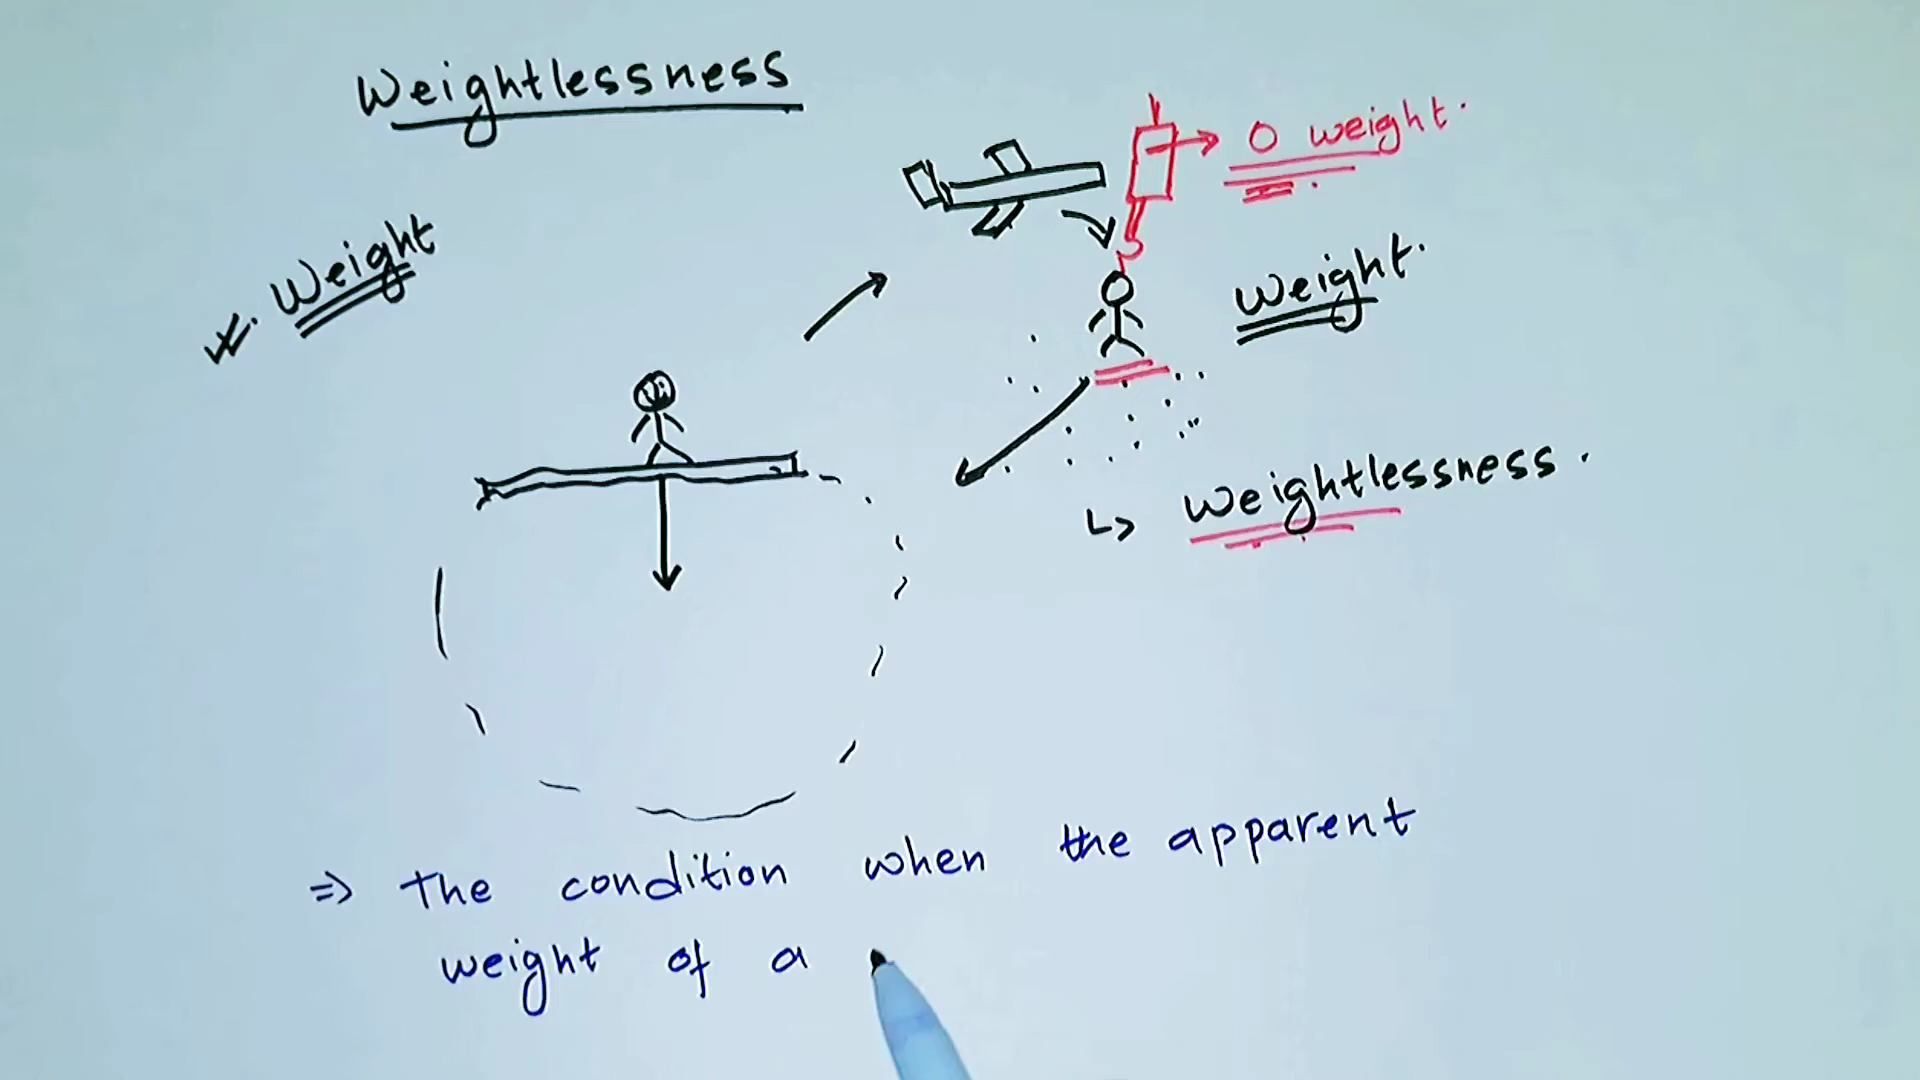 Weightlessness
→ 0 weight.
Weight
Weight.
↳ Weightlessness.
⇒ The condition when the apparent
weight of a